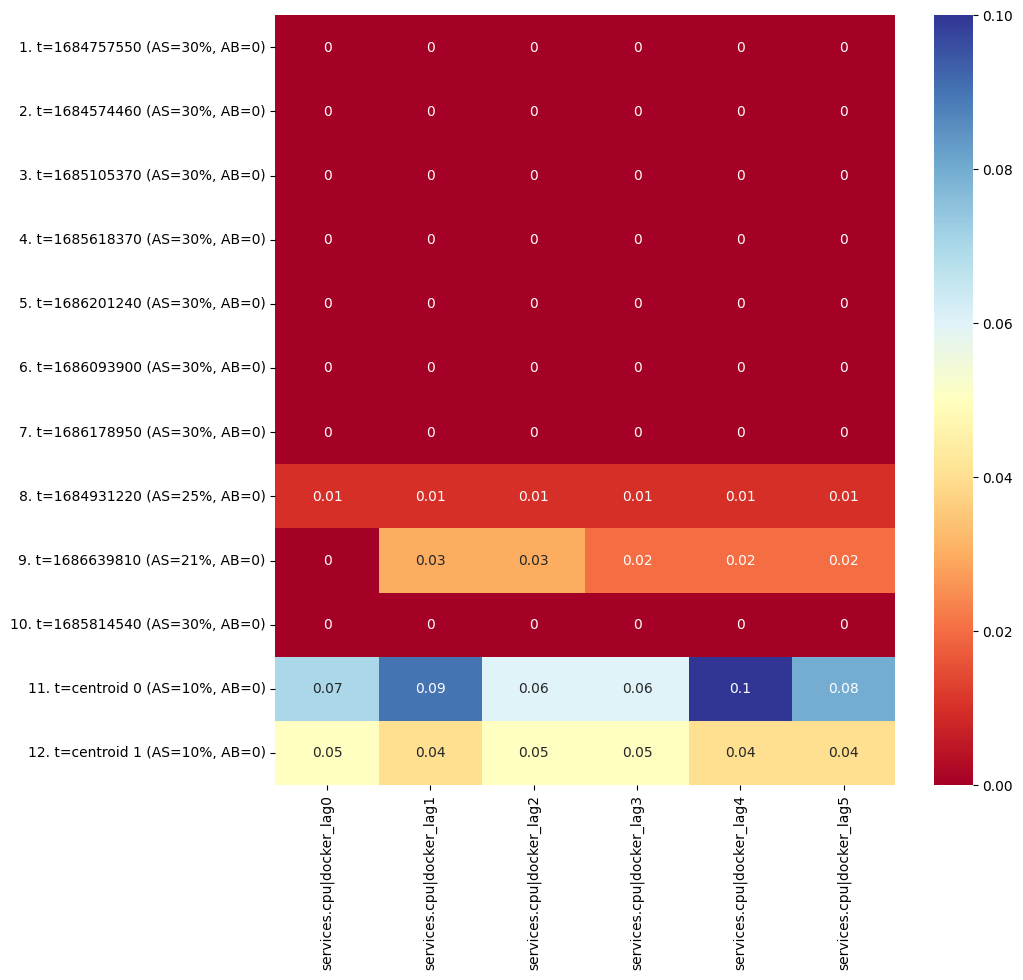 1. t=1684757550 (AS=30%, AB=0) 0 0 0 0 0 0
2. t=1684574460 (AS=30%, AB=0) 0 0 0 0 0 0
3. t=1685105370 (AS=30%, AB=0) 0 0 0 0 0 0
4. t=1685618370 (AS=30%, AB=0) 0 0 0 0 0 0
5. t=1686201240 (AS=30%, AB=0) 0 0 0 0 0 0
6. t=1686093900 (AS=30%, AB=0) 0 0 0 0 0 0
7. t=1686178950 (AS=30%, AB=0) 0 0 0 0 0 0
8. t=1684931220 (AS=25%, AB=0) 0.01 0.01 0.01 0.01 0.01 0.01
9. t=1686639810 (AS=21%, AB=0) 0 0.03 0.03 0.02 0.02 0.02
10. t=1685814540 (AS=30%, AB=0) 0 0 0 0 0 0
11. t=centroid 0 (AS=10%, AB=0) 0.07 0.09 0.06 0.06 0.1 0.08
12. t=centroid 1 (AS=10%, AB=0) 0.05 0.04 0.05 0.05 0.04 0.04
services.cpu|docker_lag0
services.cpu|docker_lag1
services.cpu|docker_lag2
services.cpu|docker_lag3
services.cpu|docker_lag4
services.cpu|docker_lag5
0.10
0.08
0.06
0.04
0.02
0.00